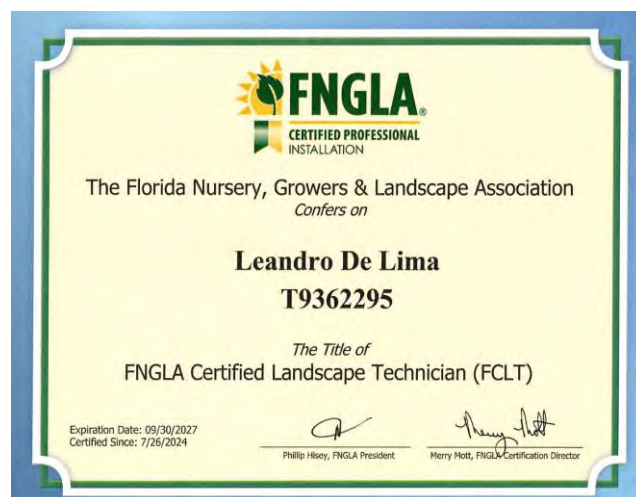 FNGLA®
CERTIFIED PROFESSIONAL
INSTALLATION
The Florida Nursery, Growers & Landscape Association
Confers on
Leandro De Lima
T9362295
The Title of
FNGLA Certified Landscape Technician (FCLT)
Expiration Date: 09/30/2027
Certified Since: 7/26/2024
Phillip Hisey, FNGLA President
Merry Mott
Merry Mott, FNGLA Certification Director